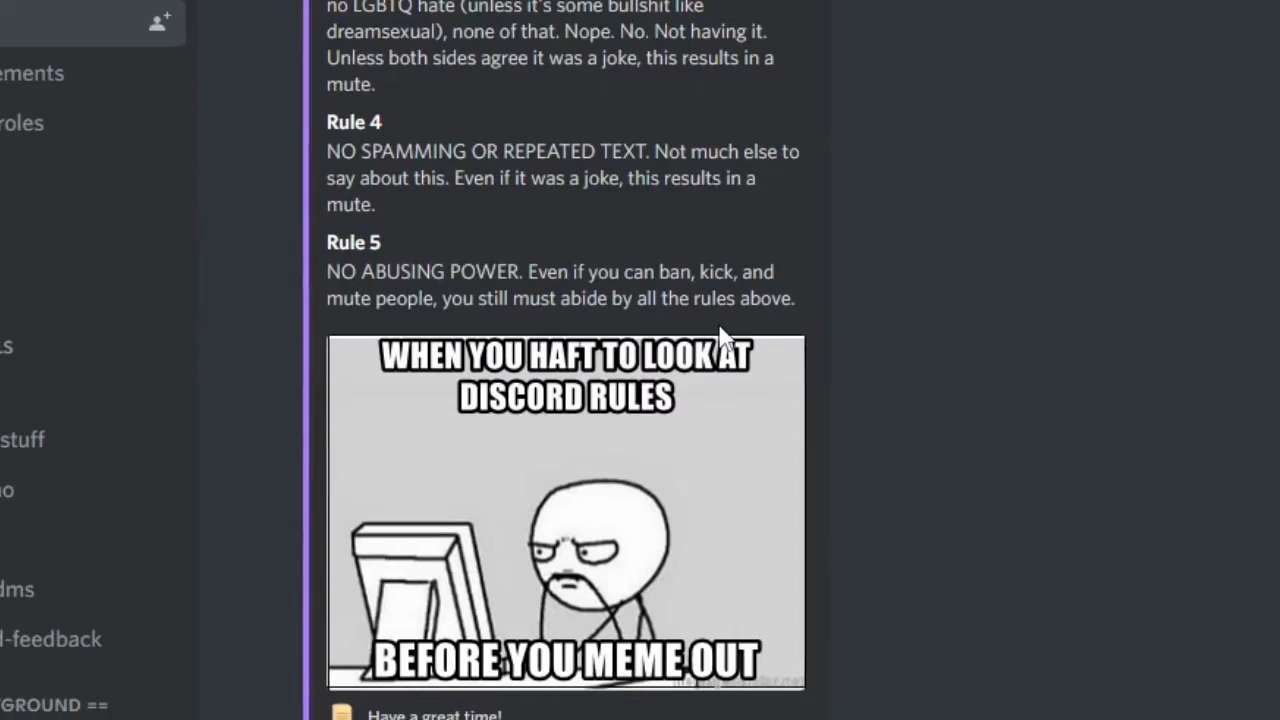 no LGBTQ hate (unless it's some bullshit like
dreamsexual), none of that. Nope. No. Not having it.
Unless both sides agree it was a joke, this results in a
mute.
Rule 4
NO SPAMMING OR REPEATED TEXT. Not much else to
say about this. Even if it was a joke, this results in a
mute.
Rule 5
NO ABUSING POWER. Even if you can ban, kick, and
mute people, you still must abide by all the rules above.
WHEN YOU HAFT TO LOOK AT
DISCORD RULES
BEFORE YOU MEME OUT
Have a great time!
ements
roles
stuff
dms
d-feedback
GROUND ==